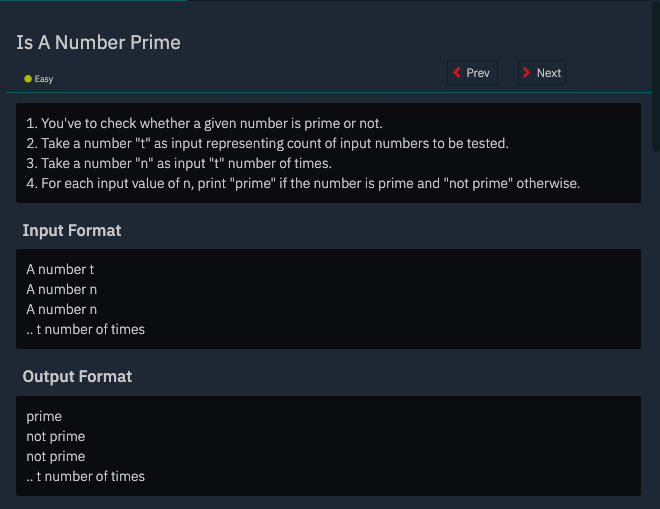 Is A Number Prime
Easy
Prev
Next
1. You've to check whether a given number is prime or not.
2. Take a number "t" as input representing count of input numbers to be tested.
3. Take a number "n" as input "t" number of times.
4. For each input value of n, print "prime" if the number is prime and "not prime" otherwise.
Input Format
A number t
A number n
A number n
.. t number of times
Output Format
prime
not prime
not prime
.. t number of times